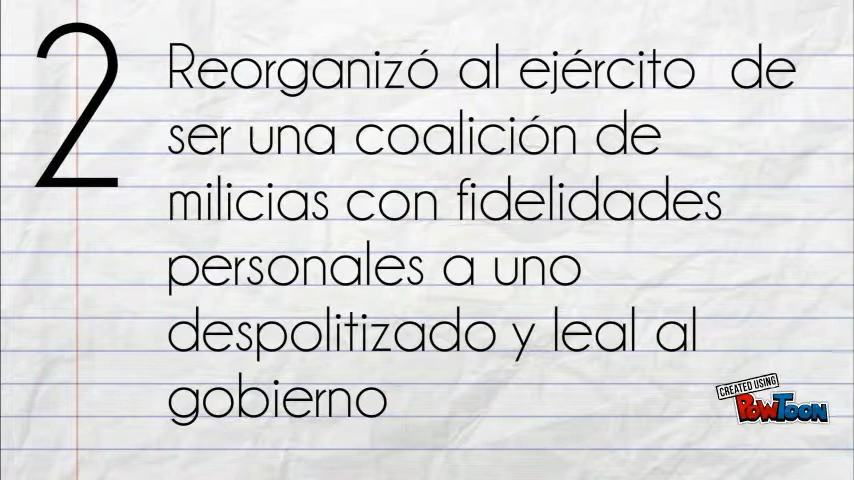 2
Reorganizó al ejército de
ser una coalición de
milicias con fidelidades
personales a uno
despolitizado y leal al
gobierno
CREATED USING
POWTOON